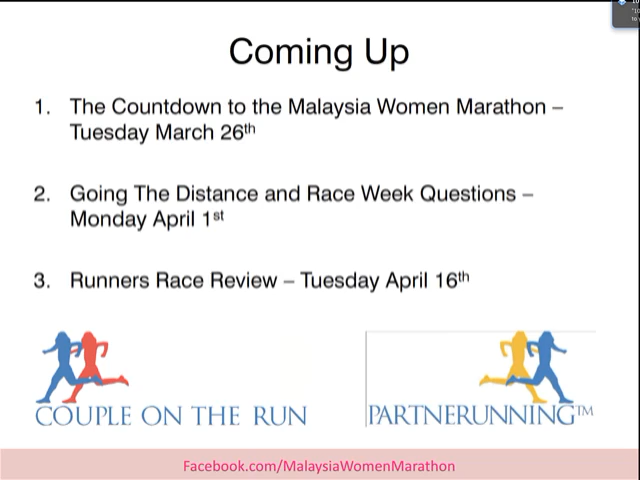 Coming Up
1. The Countdown to the Malaysia Women Marathon –
Tuesday March 26th
2. Going The Distance and Race Week Questions –
Monday April 1st
3. Runners Race Review – Tuesday April 16th
COUPLE ON THE RUN
PARTNERUNNING™
Facebook.com/MalaysiaWomenMarathon